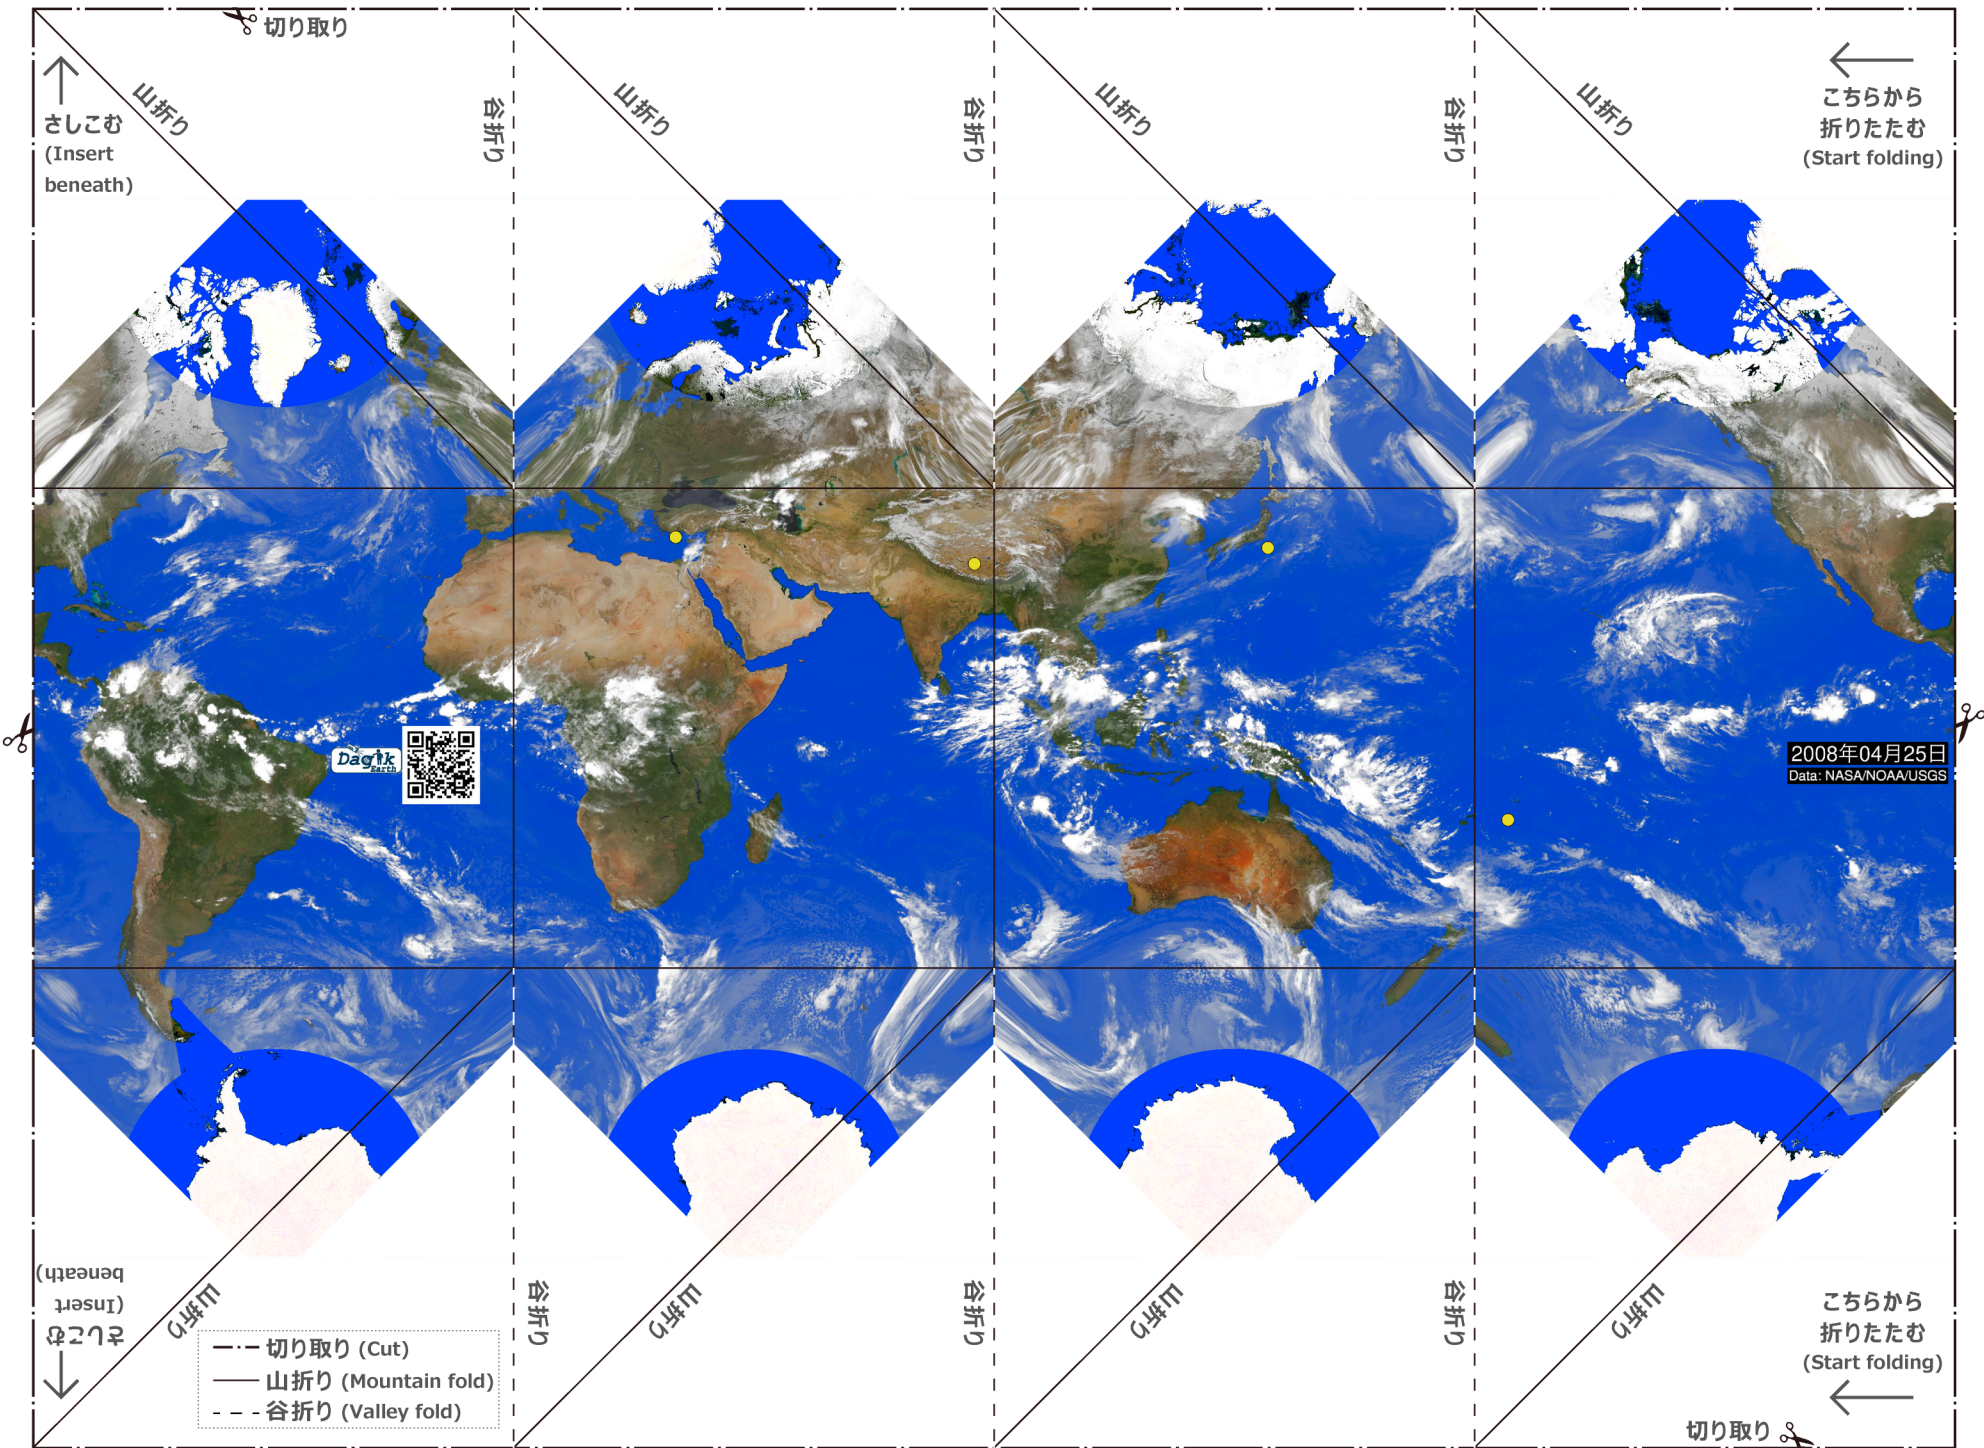 切り取り
さしこむ
(Insert
beneath)
山折り
谷折り
山折り
谷折り
山折り
谷折り
山折り
こちらから
折りたたむ
(Start folding)
Dagik
Earth
2008年04月25日
Data: NASA/NOAA/USGS
さしこむ
(Insert
beneath)
山折り
谷折り
山折り
谷折り
山折り
谷折り
山折り
こちらから
折りたたむ
(Start folding)
切り取り (Cut)
山折り (Mountain fold)
谷折り (Valley fold)
切り取り